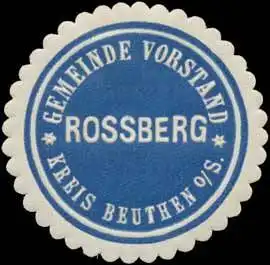 GEMEINDE VORSTAND
ROSSBERG
* KREIS BEUTHEN O/S. *